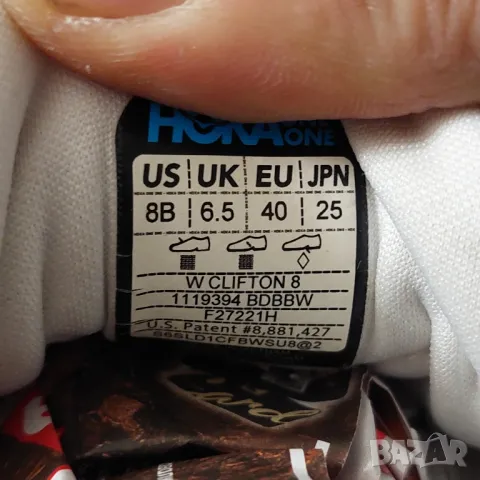 HOKA ONE ONE
US UK EU JPN
8B 6.5 40 25
W CLIFTON 8
1119394 BDBBW
F27221H
U.S. Patent #8,881,427
S6SLD1CFBWSU8@2
BAZAR